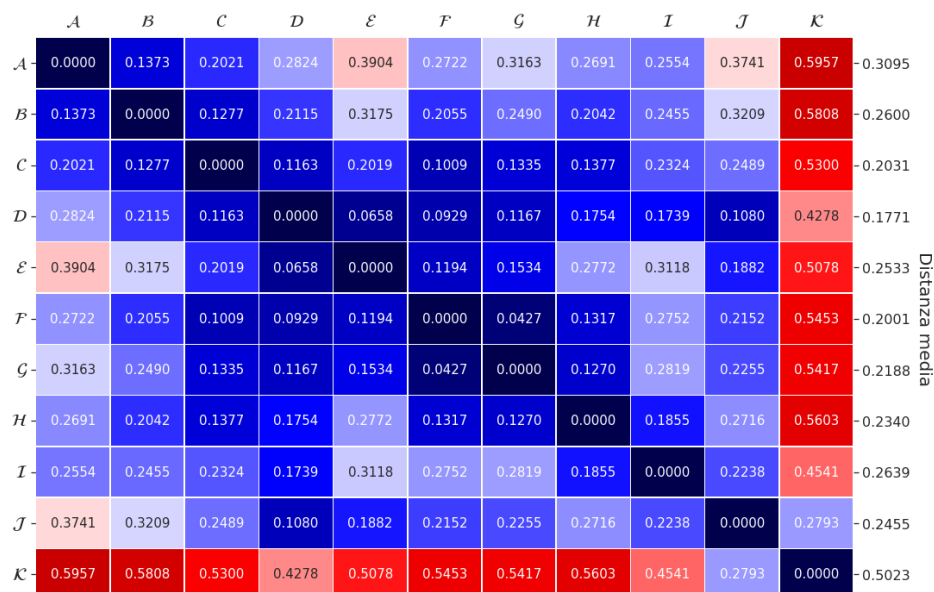 𝒜 ℬ 𝒞 𝒟 ℰ ℱ 𝒢 ℋ ℐ 𝒥 𝒦
𝒜 0.0000 0.1373 0.2021 0.2824 0.3904 0.2722 0.3163 0.2691 0.2554 0.3741 0.5957 0.3095
ℬ 0.1373 0.0000 0.1277 0.2115 0.3175 0.2055 0.2490 0.2042 0.2455 0.3209 0.5808 0.2600
𝒞 0.2021 0.1277 0.0000 0.1163 0.2019 0.1009 0.1335 0.1377 0.2324 0.2489 0.5300 0.2031
𝒟 0.2824 0.2115 0.1163 0.0000 0.0658 0.0929 0.1167 0.1754 0.1739 0.1080 0.4278 0.1771
ℰ 0.3904 0.3175 0.2019 0.0658 0.0000 0.1194 0.1534 0.2772 0.3118 0.1882 0.5078 0.2533
ℱ 0.2722 0.2055 0.1009 0.0929 0.1194 0.0000 0.0427 0.1317 0.2752 0.2152 0.5453 0.2001
𝒢 0.3163 0.2490 0.1335 0.1167 0.1534 0.0427 0.0000 0.1270 0.2819 0.2255 0.5417 0.2188
ℋ 0.2691 0.2042 0.1377 0.1754 0.2772 0.1317 0.1270 0.0000 0.1855 0.2716 0.5603 0.2340
ℐ 0.2554 0.2455 0.2324 0.1739 0.3118 0.2752 0.2819 0.1855 0.0000 0.2238 0.4541 0.2639
𝒥 0.3741 0.3209 0.2489 0.1080 0.1882 0.2152 0.2255 0.2716 0.2238 0.0000 0.2793 0.2455
𝒦 0.5957 0.5808 0.5300 0.4278 0.5078 0.5453 0.5417 0.5603 0.4541 0.2793 0.0000 0.5023
Distanza media